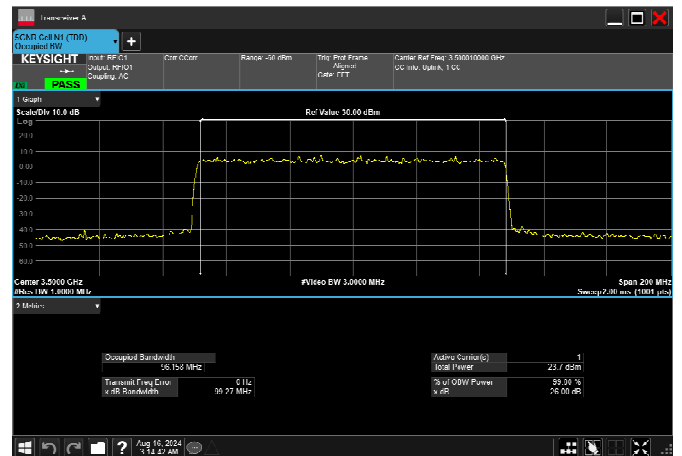 Transceiver A
5GNR Cell N1 (TDD)
Occupied BW
KEYSIGHT
PASS
Input: RFIO1
Output: RFIO1
Coupling: AC
Corr CCorr
Range: -50 dBm
Trig: Prot Frame
Aligned
Gate: FFT
Carrier Ref Freq: 3.500010000 GHz
CC Info: Uplink, 1 CC
1 Graph
Scale/Div 10.0 dB
Ref Value 30.00 dBm
Log
20.0
10.0
0.00
-10.0
-20.0
-30.0
-40.0
-50.0
-60.0
Center 3.5000 GHz
#Video BW 3.0000 MHz
Span 200 MHz
#Res BW 1.0000 MHz
Sweep 2.00 ms (1001 pts)
2 Metrics
Occupied Bandwidth
96.158 MHz
Active Carrier(s) 1
Total Power 23.7 dBm
Transmit Freq Error 0 Hz
x dB Bandwidth 99.27 MHz
% of OBW Power 99.00 %
x dB 26.00 dB
?
Aug 16, 2024
3:14:42 AM